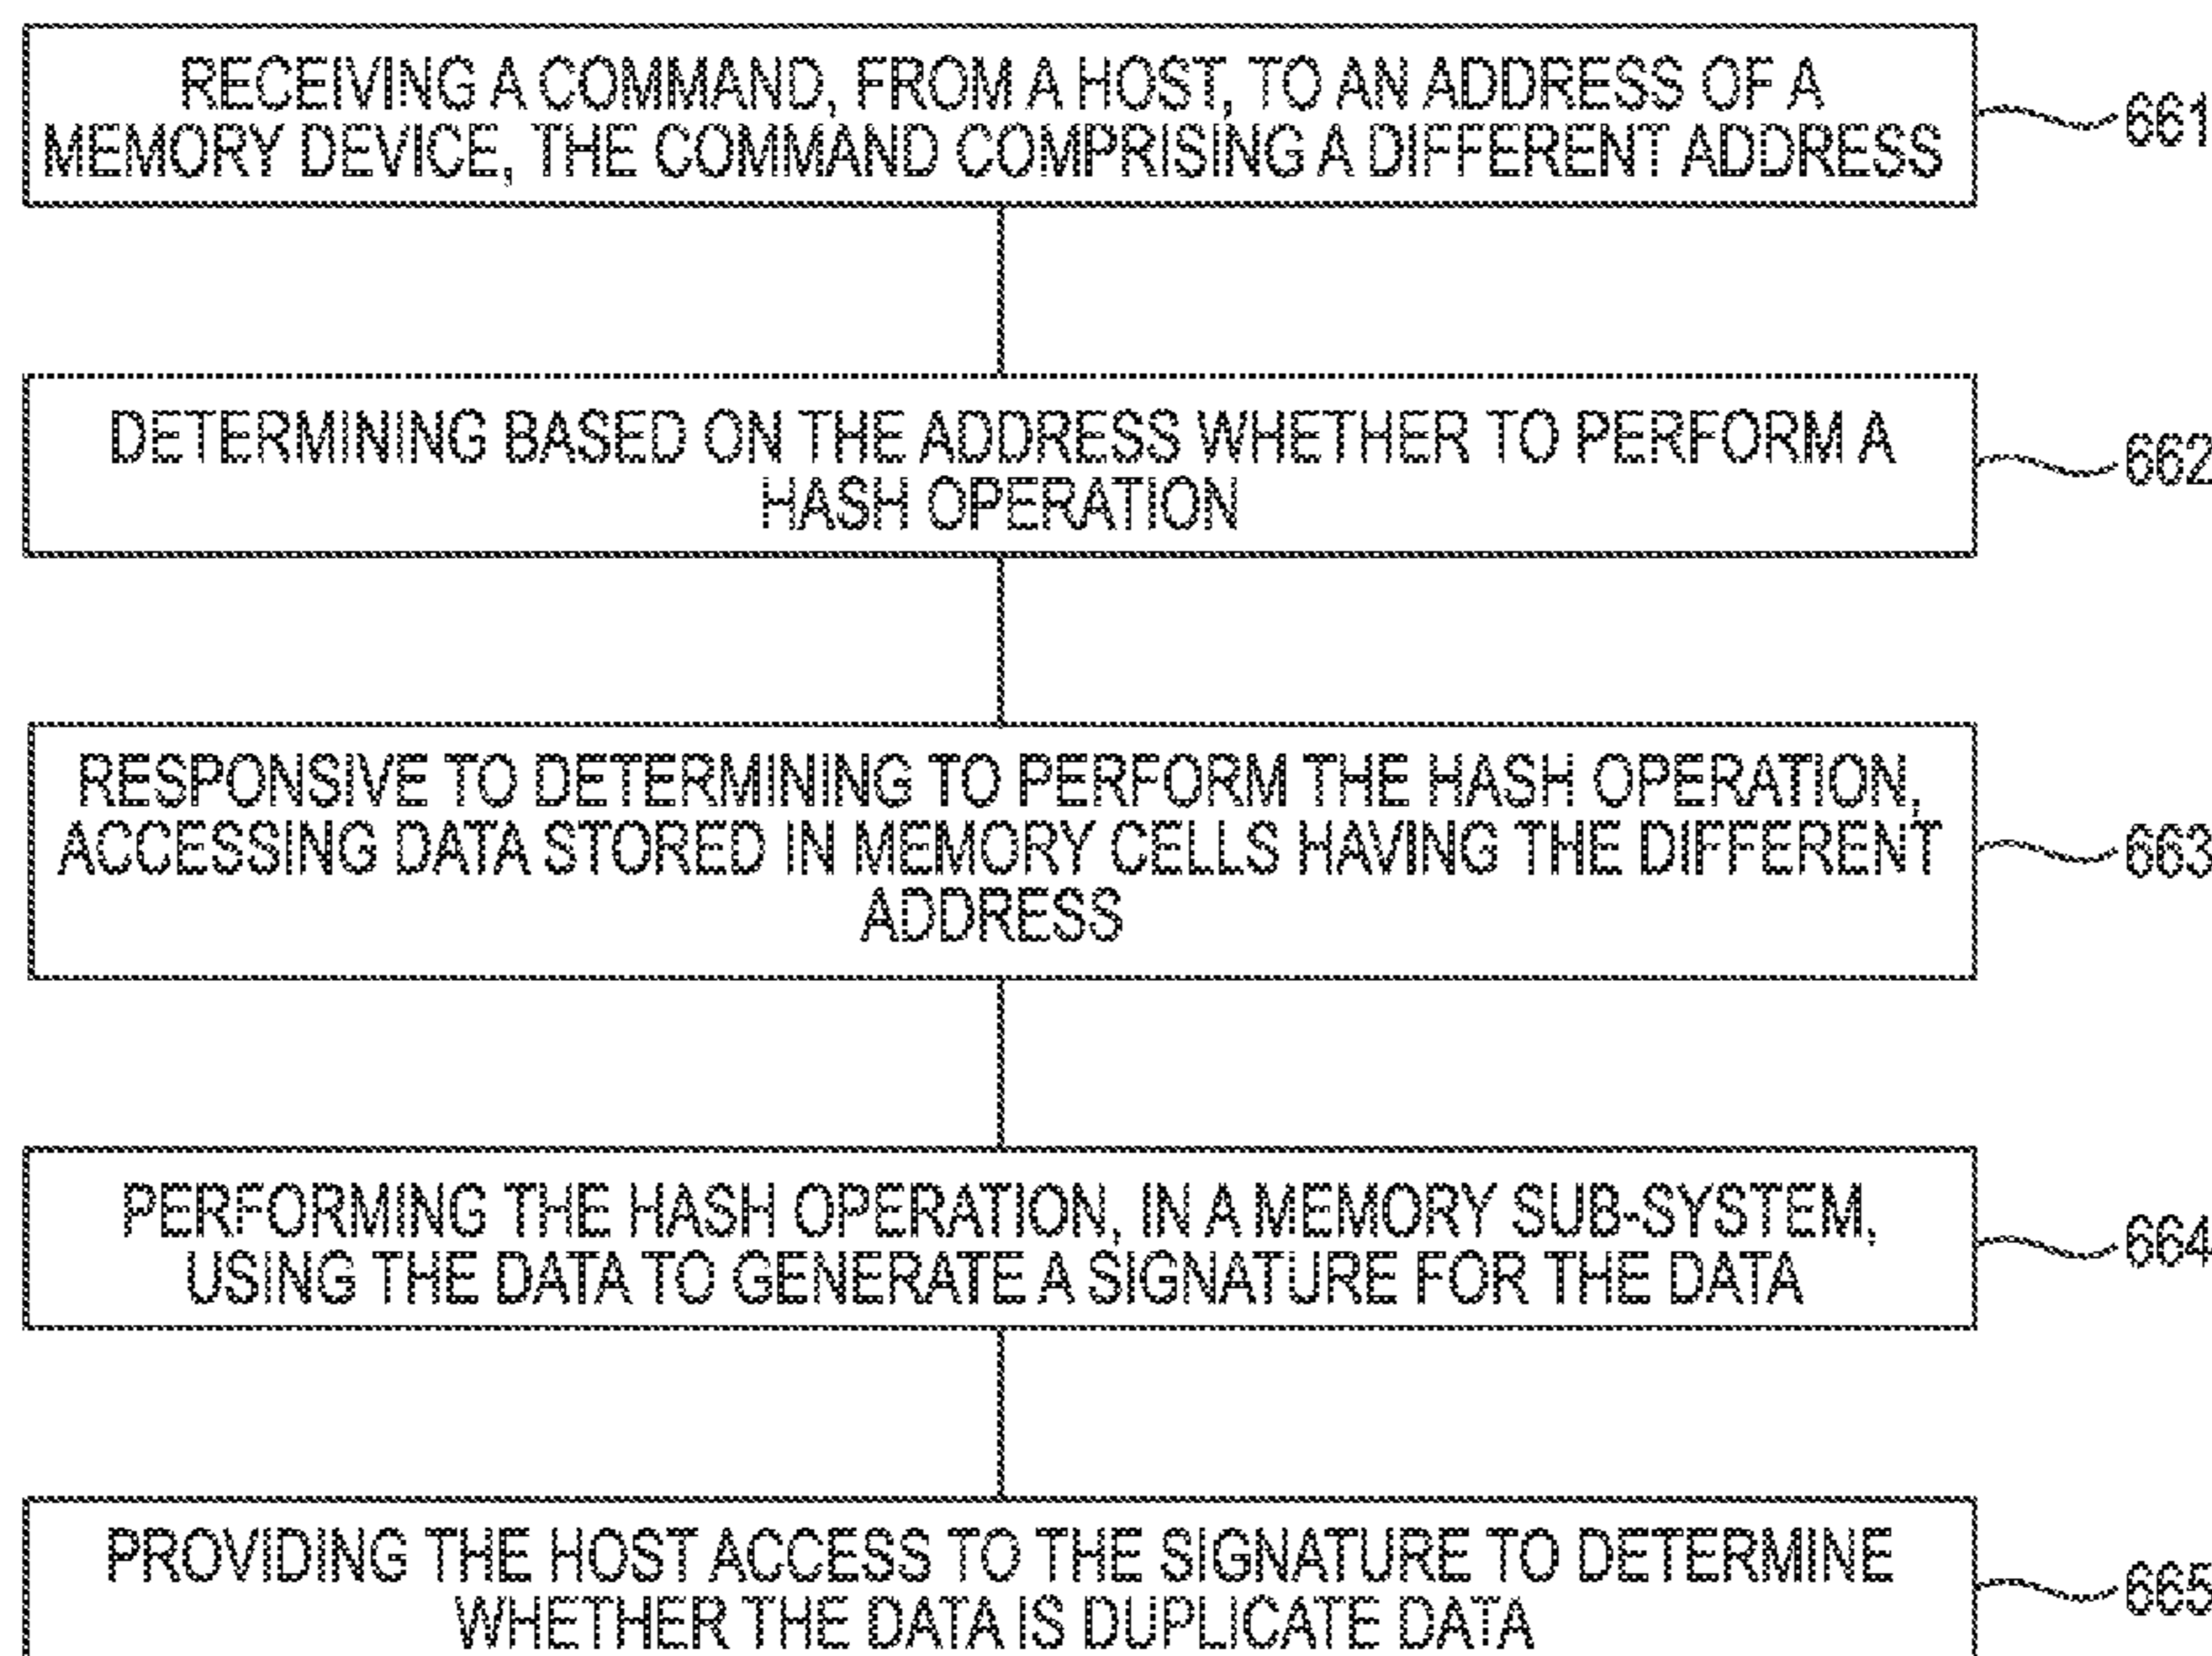 RECEIVING A COMMAND, FROM A HOST, TO AN ADDRESS OF A
MEMORY DEVICE, THE COMMAND COMPRISING A DIFFERENT ADDRESS
661
DETERMINING BASED ON THE ADDRESS WHETHER TO PERFORM A
HASH OPERATION
662
RESPONSIVE TO DETERMINING TO PERFORM THE HASH OPERATION,
ACCESSING DATA STORED IN MEMORY CELLS HAVING THE DIFFERENT
ADDRESS
663
PERFORMING THE HASH OPERATION, IN A MEMORY SUB-SYSTEM,
USING THE DATA TO GENERATE A SIGNATURE FOR THE DATA
664
PROVIDING THE HOST ACCESS TO THE SIGNATURE TO DETERMINE
WHETHER THE DATA IS DUPLICATE DATA
665